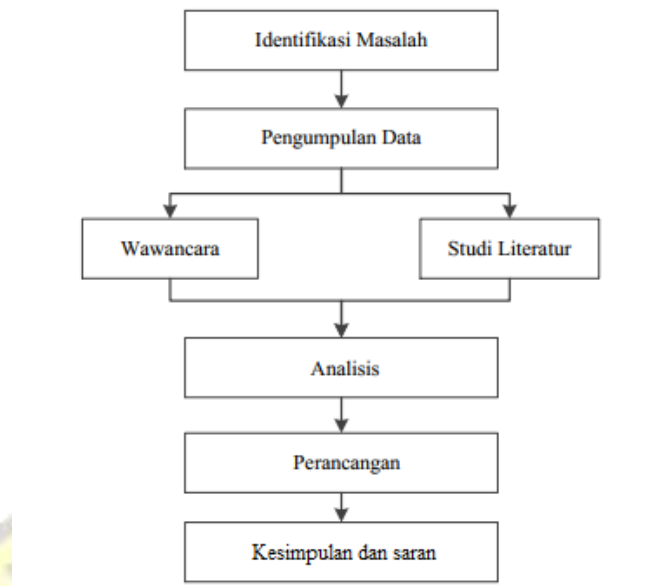 Identifikasi Masalah
Pengumpulan Data
Wawancara
Studi Literatur
Analisis
Perancangan
Kesimpulan dan saran